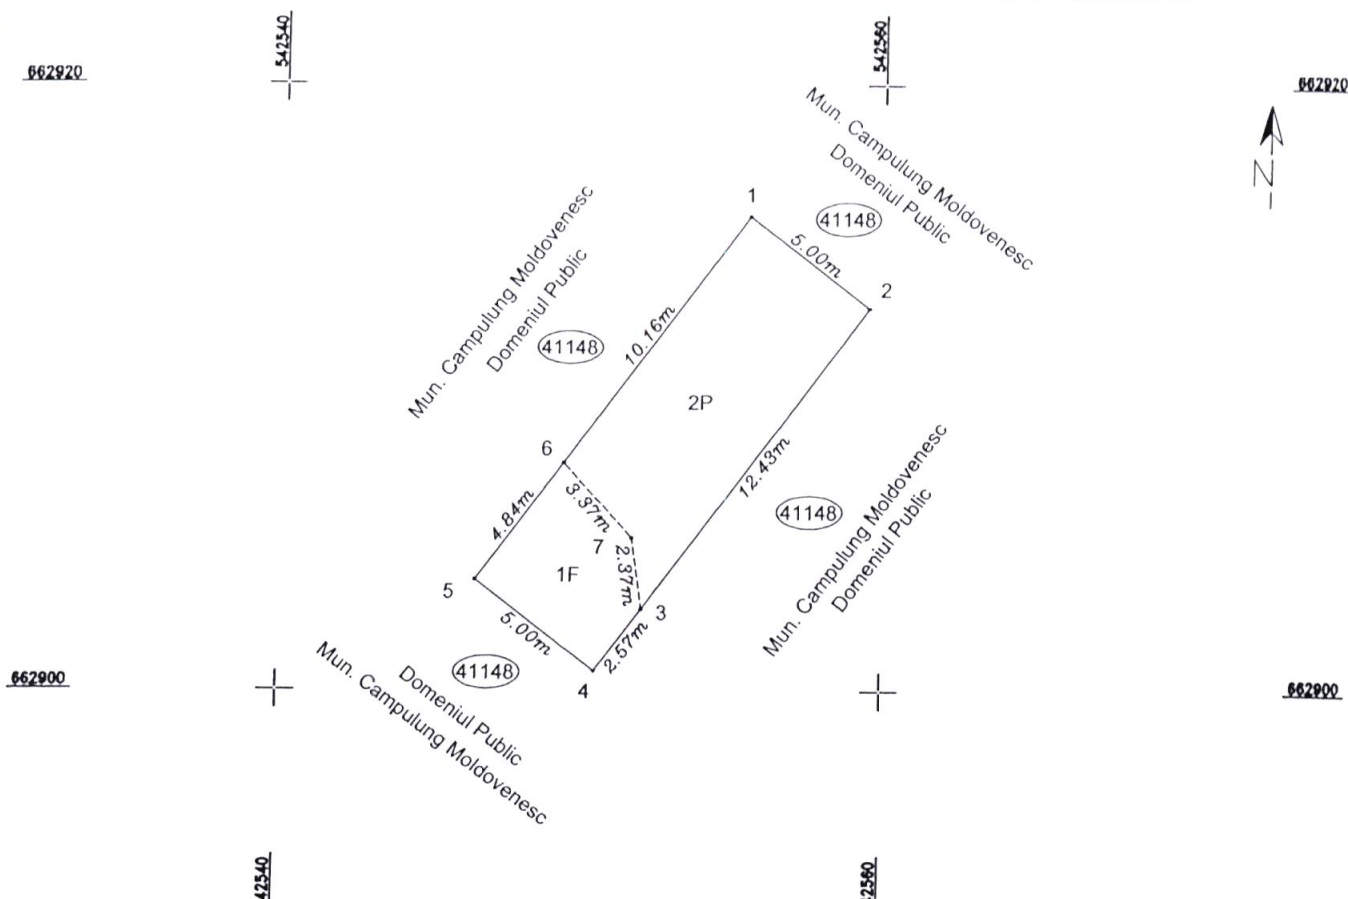 542540
542560
662920
662920
Mun. Campulung Moldovenesc
Domeniul Public
41148
N
1
5.00m
2
Mun. Campulung Moldovenesc
Domeniul Public
41148
10.16m
2P
12.43m
6
3.37m
4.84m
7
2.37m
1F
5
3
5.00m
2.57m
4
41148
Mun. Campulung Moldovenesc
Domeniul Public
41148
Domeniul Public
Mun. Campulung Moldovenesc
662900
662900
42540
2560